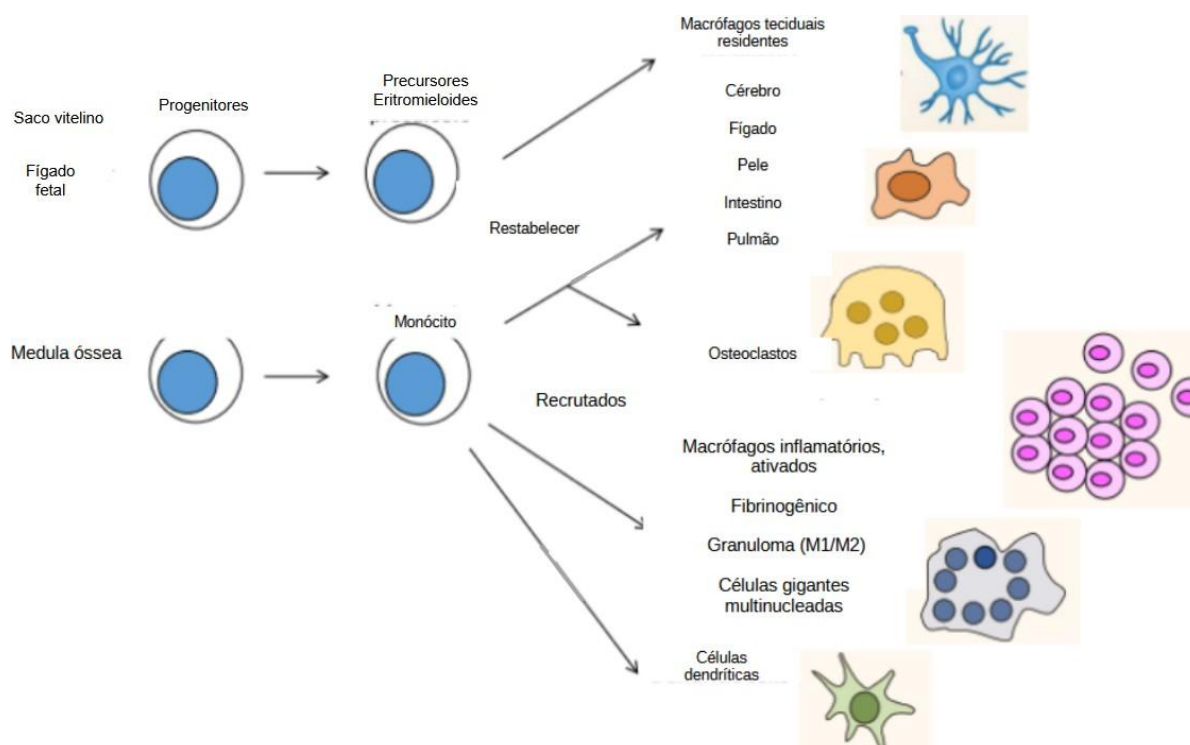 Saco vitelino
Fígado
fetal
Progenitores
Precursores
Eritromieloides
Macrófagos teciduais
residentes
Cérebro
Fígado
Pele
Intestino
Pulmão
Restabelecer
Medula óssea
Monócito
Osteoclastos
Recrutados
Macrófagos inflamatórios,
ativados
Fibrinogênico
Granuloma (M1/M2)
Células gigantes
multinucleadas
Células
dendríticas